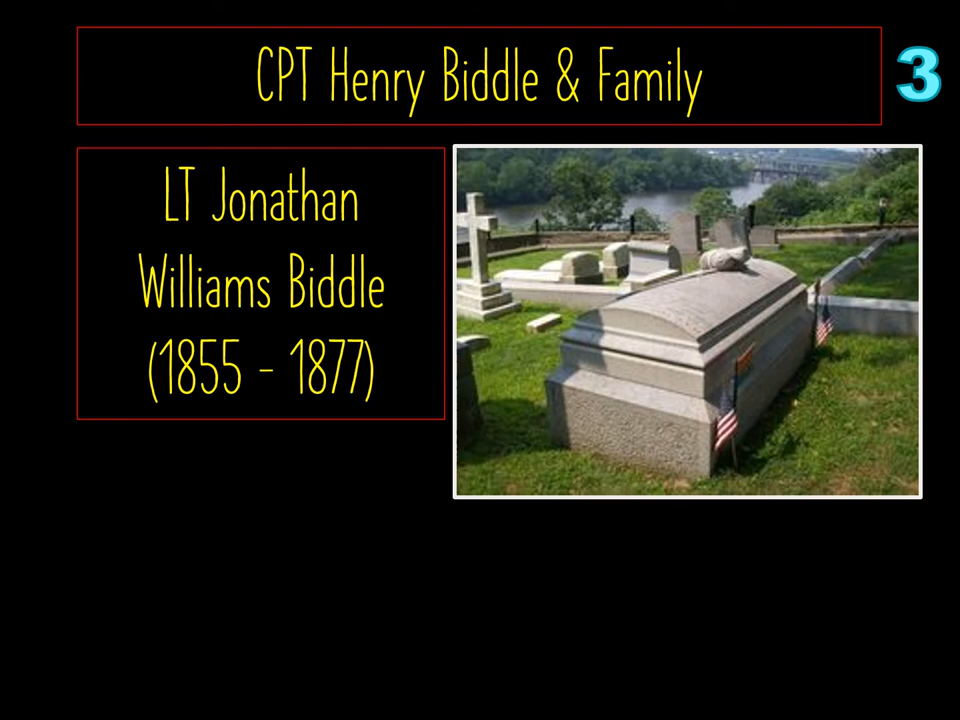 CPT Henry Biddle & Family
3
LT Jonathan
Williams Biddle
(1855 - 1877)